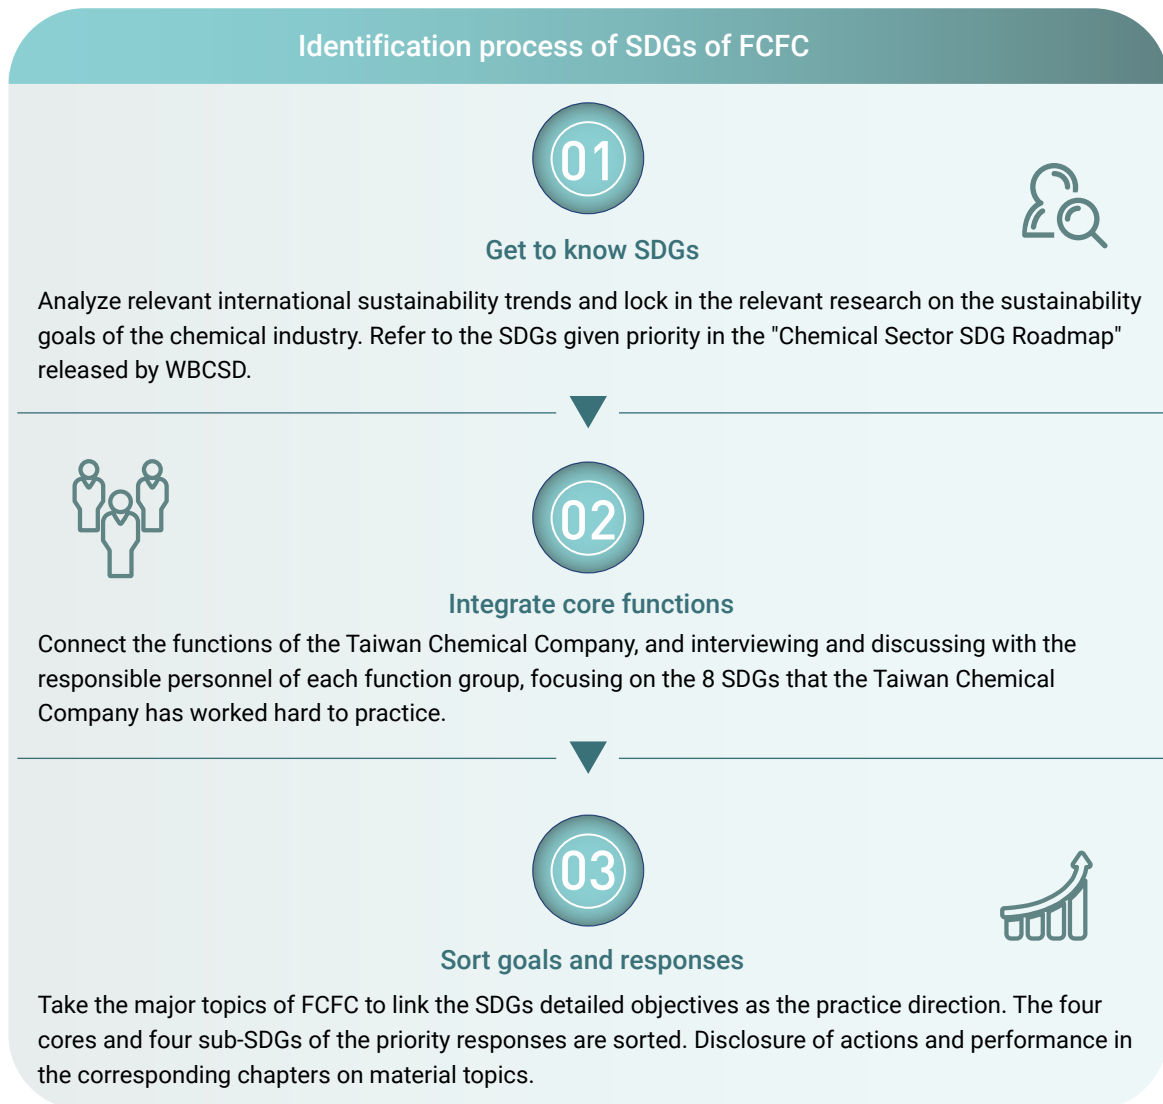 Identification process of SDGs of FCFC
01
Get to know SDGs
Analyze relevant international sustainability trends and lock in the relevant research on the sustainability
goals of the chemical industry. Refer to the SDGs given priority in the "Chemical Sector SDG Roadmap"
released by WBCSD.
02
Integrate core functions
Connect the functions of the Taiwan Chemical Company, and interviewing and discussing with the
responsible personnel of each function group, focusing on the 8 SDGs that the Taiwan Chemical
Company has worked hard to practice.
03
Sort goals and responses
Take the major topics of FCFC to link the SDGs detailed objectives as the practice direction. The four
cores and four sub-SDGs of the priority responses are sorted. Disclosure of actions and performance in
the corresponding chapters on material topics.